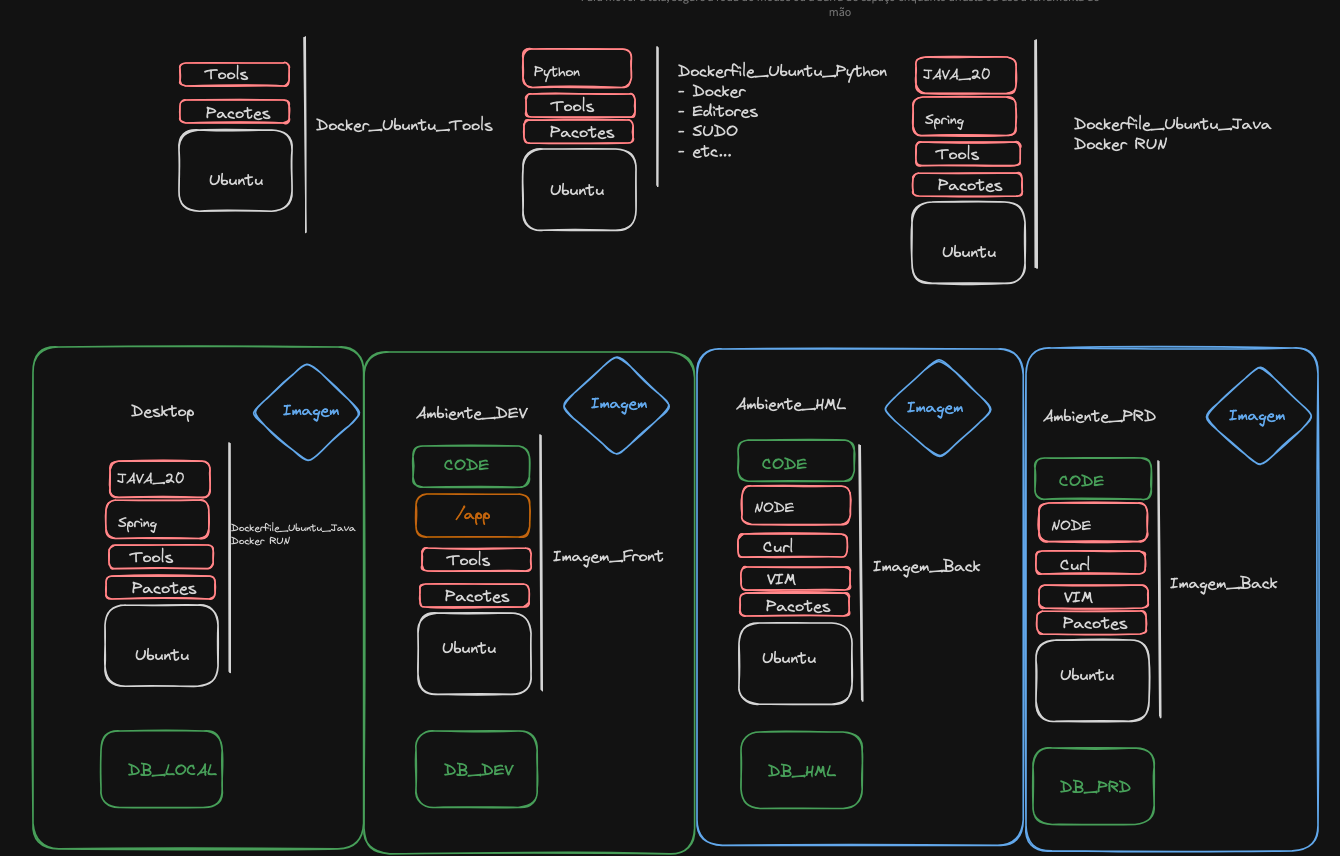 mão
Tools
Pacotes
Ubuntu
Docker_Ubuntu_Tools
Python
Tools
Pacotes
Ubuntu
Dockerfile_Ubuntu_Python
- Docker
- Editores
- SUDO
- etc...
JAVA_20
Spring
Tools
Pacotes
Ubuntu
Dockerfile_Ubuntu_Java
Docker RUN
Desktop
Imagem
JAVA_20
Spring
Tools
Pacotes
Ubuntu
Dockerfile_Ubuntu_Java
Docker RUN
DB_LOCAL
Ambiente_DEV
Imagem
CODE
/app
Tools
Pacotes
Ubuntu
Imagem_Front
DB_DEV
Ambiente_HML
Imagem
CODE
NODE
Curl
VIM
Pacotes
Ubuntu
Imagem_Back
DB_HML
Ambiente_PRD
Imagem
CODE
NODE
Curl
VIM
Pacotes
Ubuntu
Imagem_Back
DB_PRD